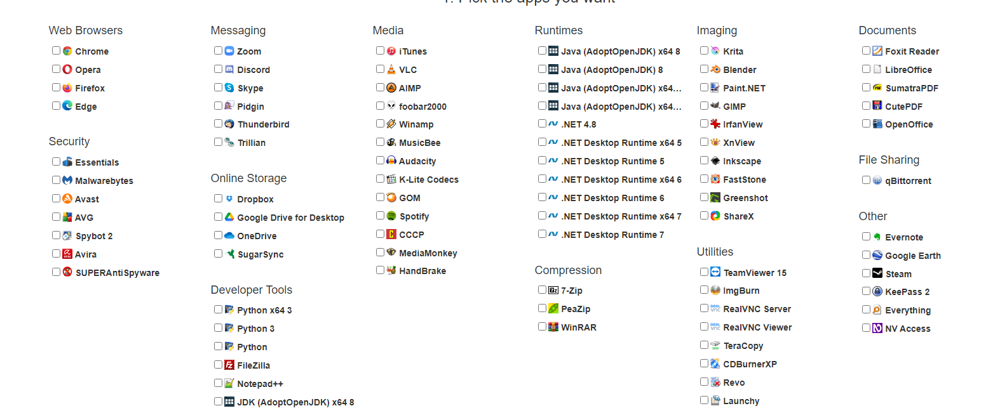 1. Pick the apps you want
Web Browsers
Chrome
Opera
Firefox
Edge
Security
Essentials
Malwarebytes
Avast
AVG
Spybot 2
Avira
SUPERAntiSpyware
Messaging
Zoom
Discord
Skype
Pidgin
Thunderbird
Trillian
Online Storage
Dropbox
Google Drive for Desktop
OneDrive
SugarSync
Developer Tools
Python x64 3
Python 3
Python
FileZilla
Notepad++
JDK (AdoptOpenJDK) x64 8
Media
iTunes
VLC
AIMP
foobar2000
Winamp
MusicBee
Audacity
K-Lite Codecs
GOM
Spotify
CCCP
MediaMonkey
HandBrake
Runtimes
Java (AdoptOpenJDK) x64 8
Java (AdoptOpenJDK) 8
Java (AdoptOpenJDK) x64...
Java (AdoptOpenJDK) x64...
.NET 4.8
.NET Desktop Runtime x64 5
.NET Desktop Runtime 5
.NET Desktop Runtime x64 6
.NET Desktop Runtime 6
.NET Desktop Runtime x64 7
.NET Desktop Runtime 7
Compression
7-Zip
PeaZip
WinRAR
Imaging
Krita
Blender
Paint.NET
GIMP
IrfanView
XnView
Inkscape
FastStone
Greenshot
ShareX
Utilities
TeamViewer 15
ImgBurn
RealVNC Server
RealVNC Viewer
TeraCopy
CDBurnerXP
Revo
Launchy
Documents
Foxit Reader
LibreOffice
SumatraPDF
CutePDF
OpenOffice
File Sharing
qBittorrent
Other
Evernote
Google Earth
Steam
KeePass 2
Everything
NV Access